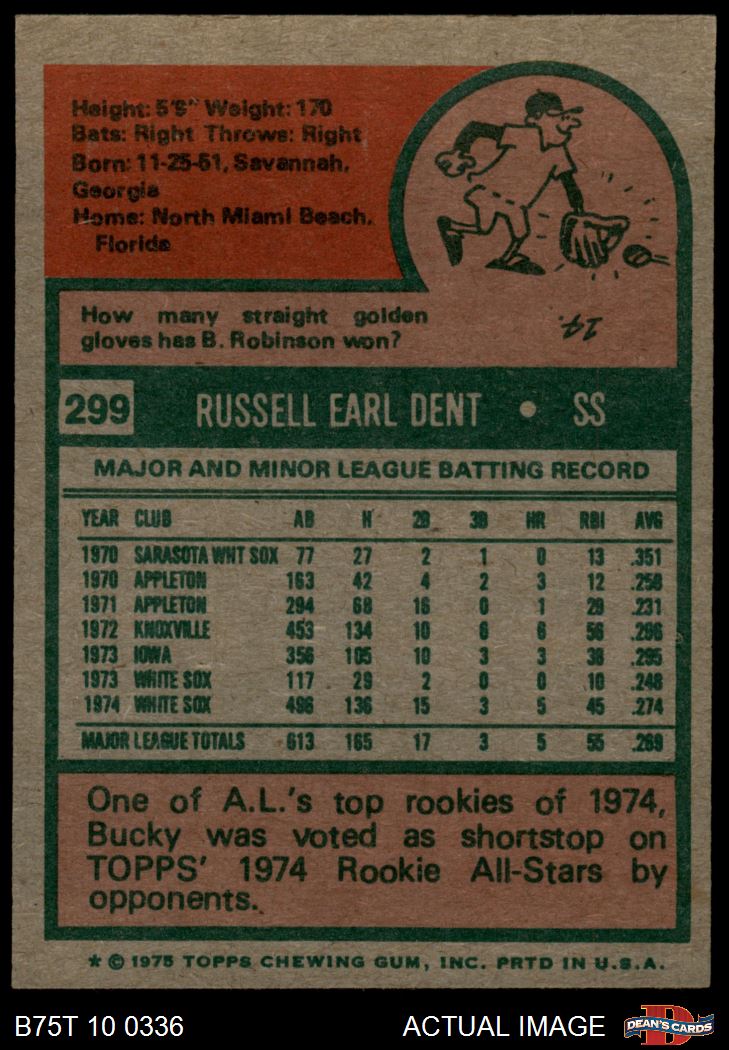 Height: 5'9" Weight: 170
Bats: Right Throws: Right
Born: 11-25-51, Savannah,
Georgia
Home: North Miami Beach,
Florida
How many straight golden
gloves has B. Robinson won?
14.
299 RUSSELL EARL DENT • SS
MAJOR AND MINOR LEAGUE BATTING RECORD
YEAR CLUB AB H 2B 3B HR RBI AVG
1970 SARASOTA WHT SOX 77 27 2 1 0 13 .351
1970 APPLETON 163 42 4 2 3 12 .258
1971 APPLETON 294 68 16 0 1 29 .231
1972 KNOXVILLE 453 134 10 6 6 56 .296
1973 IOWA 356 105 10 3 3 38 .295
1973 WHITE SOX 117 29 2 0 0 10 .248
1974 WHITE SOX 496 136 15 3 5 45 .274
MAJOR LEAGUE TOTALS 613 165 17 3 5 55 .269
One of A.L.'s top rookies of 1974,
Bucky was voted as shortstop on
TOPPS' 1974 Rookie All-Stars by
opponents.
* © 1975 TOPPS CHEWING GUM, INC. PRTD IN U.S.A.
B75T 10 0336 ACTUAL IMAGE DEAN'S CARDS